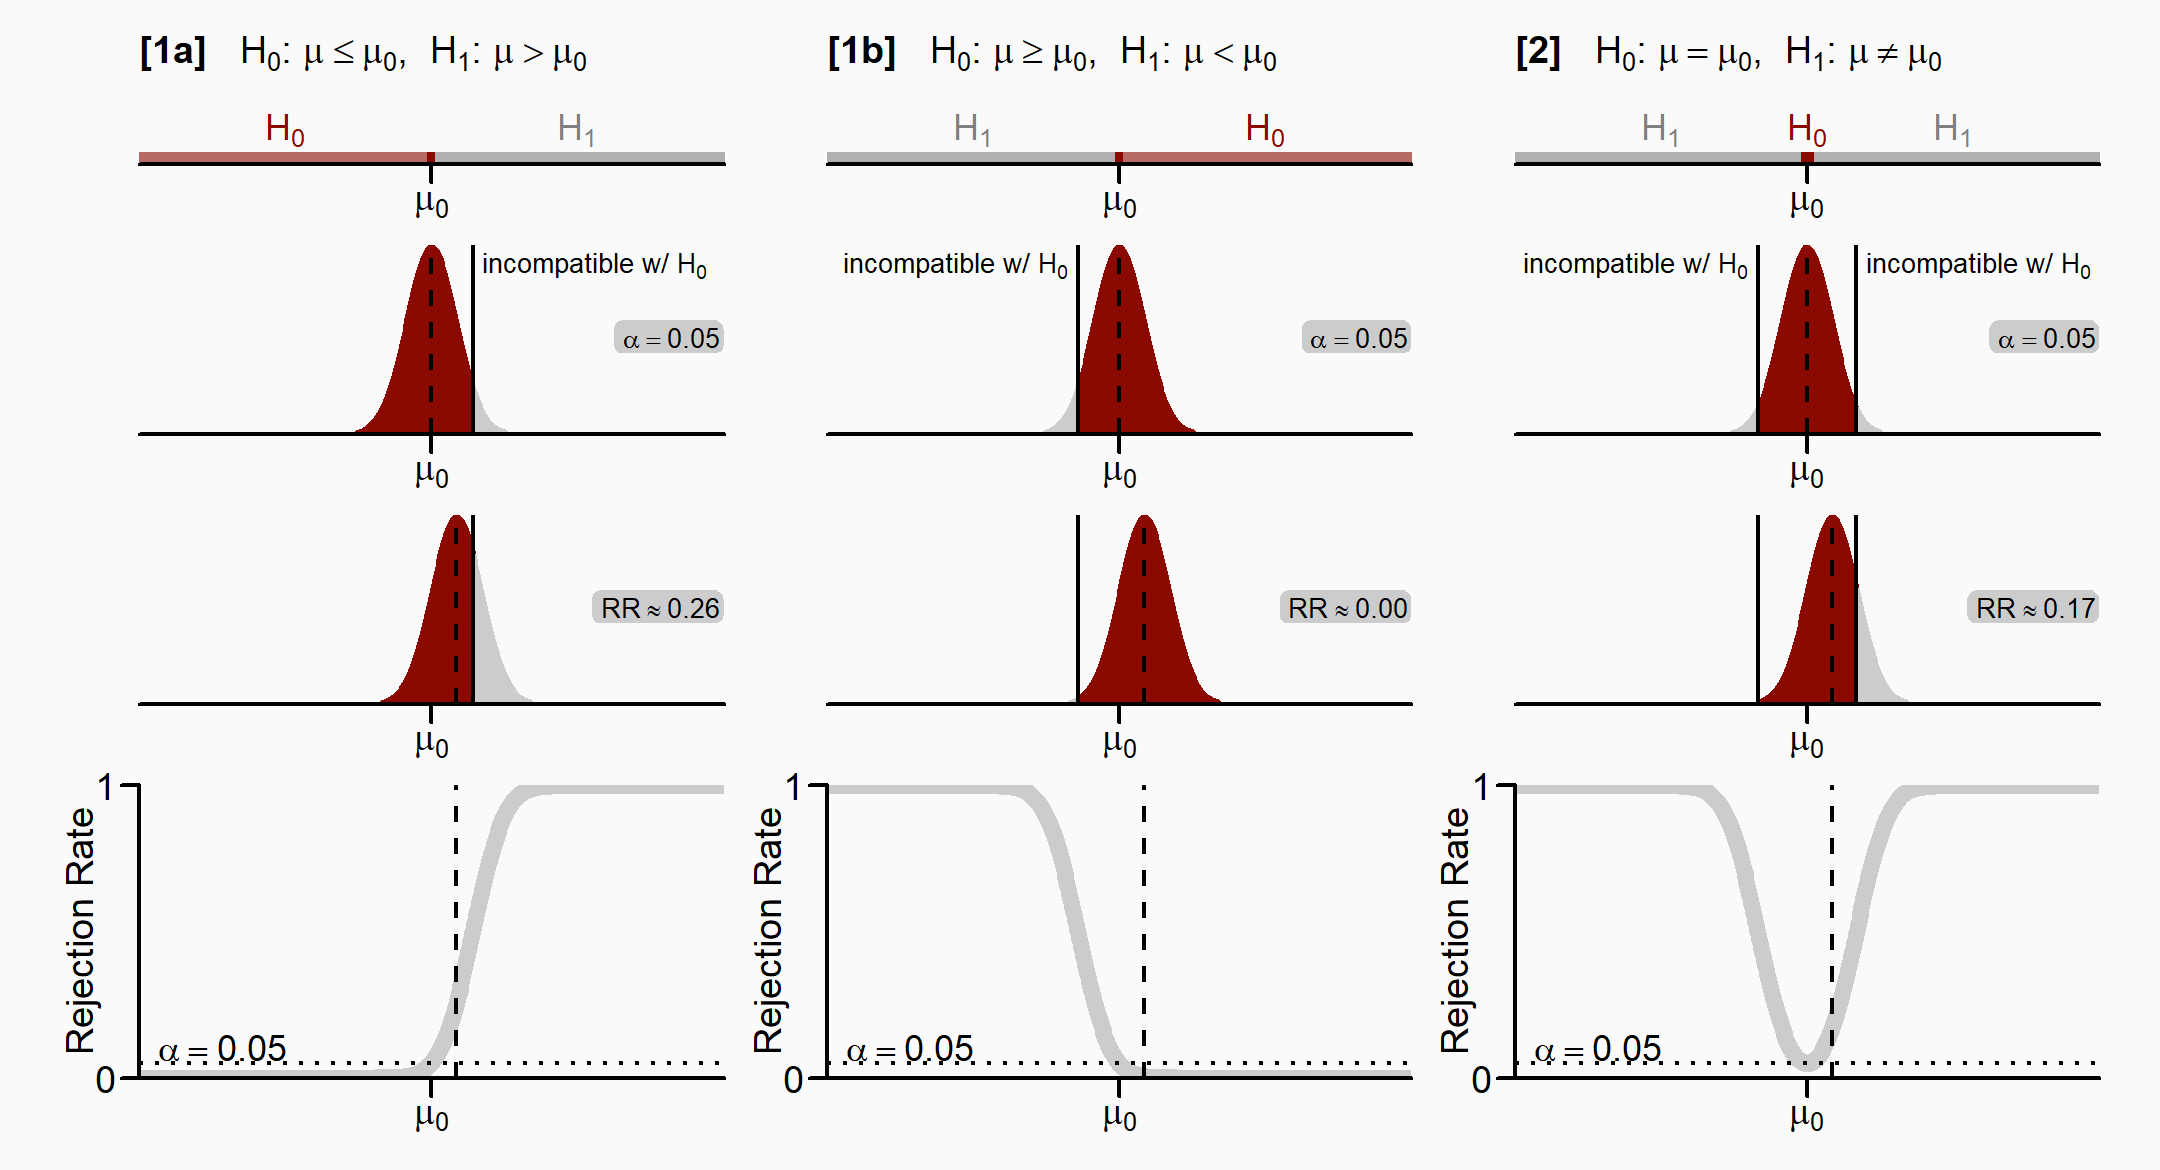 [1a] H₀: μ ≤ μ₀, H₁: μ > μ₀
H₀ H₁
μ₀
incompatible w/ H₀
α = 0.05
μ₀
RR ≈ 0.26
μ₀
1
Rejection Rate
α = 0.05
0
μ₀
[1b] H₀: μ ≥ μ₀, H₁: μ < μ₀
H₁ H₀
μ₀
incompatible w/ H₀
α = 0.05
μ₀
RR ≈ 0.00
μ₀
1
Rejection Rate
α = 0.05
0
μ₀
[2] H₀: μ = μ₀, H₁: μ ≠ μ₀
H₁ H₀ H₁
μ₀
incompatible w/ H₀ incompatible w/ H₀
α = 0.05
μ₀
RR ≈ 0.17
μ₀
1
Rejection Rate
α = 0.05
0
μ₀